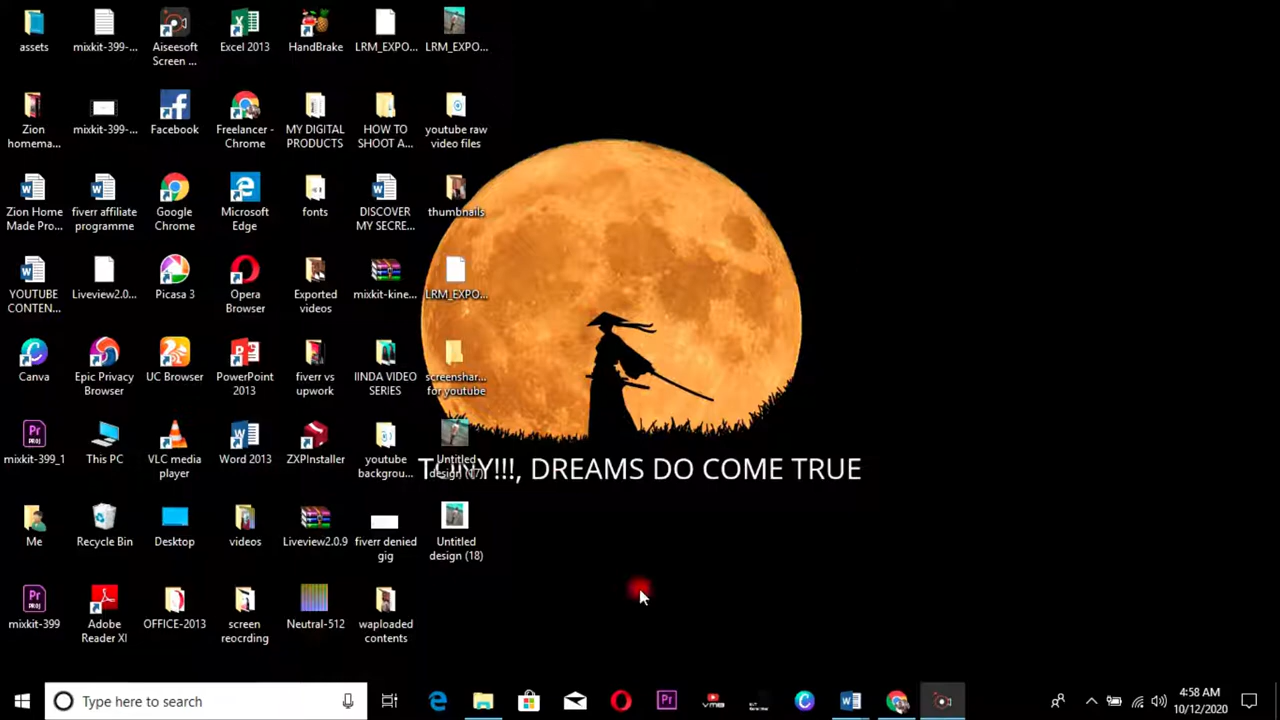 assets
mixkit-399-...
Aiseesoft
Screen ...
Excel 2013
HandBrake
LRM_EXPO...
LRM_EXPO...
Zion
homema...
mixkit-399-...
Facebook
Freelancer -
Chrome
MY DIGITAL
PRODUCTS
HOW TO
SHOOT A...
youtube raw
video files
Zion Home
Made Pro...
fiverr affiliate
programme
Google
Chrome
Microsoft
Edge
fonts
DISCOVER
MY SECRE...
thumbnails
YOUTUBE
CONTEN...
Liveview2.0...
Picasa 3
Opera
Browser
Exported
videos
mixkit-kine...
LRM_EXPO...
Canva
Epic Privacy
Browser
UC Browser
PowerPoint
2013
fiverr vs
upwork
IINDA VIDEO
SERIES
screenshar...
for youtube
mixkit-399_1
This PC
VLC media
player
Word 2013
ZXPInstaller
youtube
backgrou...
Untitled
design (17)
TONY!!!, DREAMS DO COME TRUE
Me
Recycle Bin
Desktop
videos
Liveview2.0.9
fiverr denied
gig
Untitled
design (18)
mixkit-399
Adobe
Reader XI
OFFICE-2013
screen
reocrding
Neutral-512
waploaded
contents
Type here to search
4:58 AM
10/12/2020